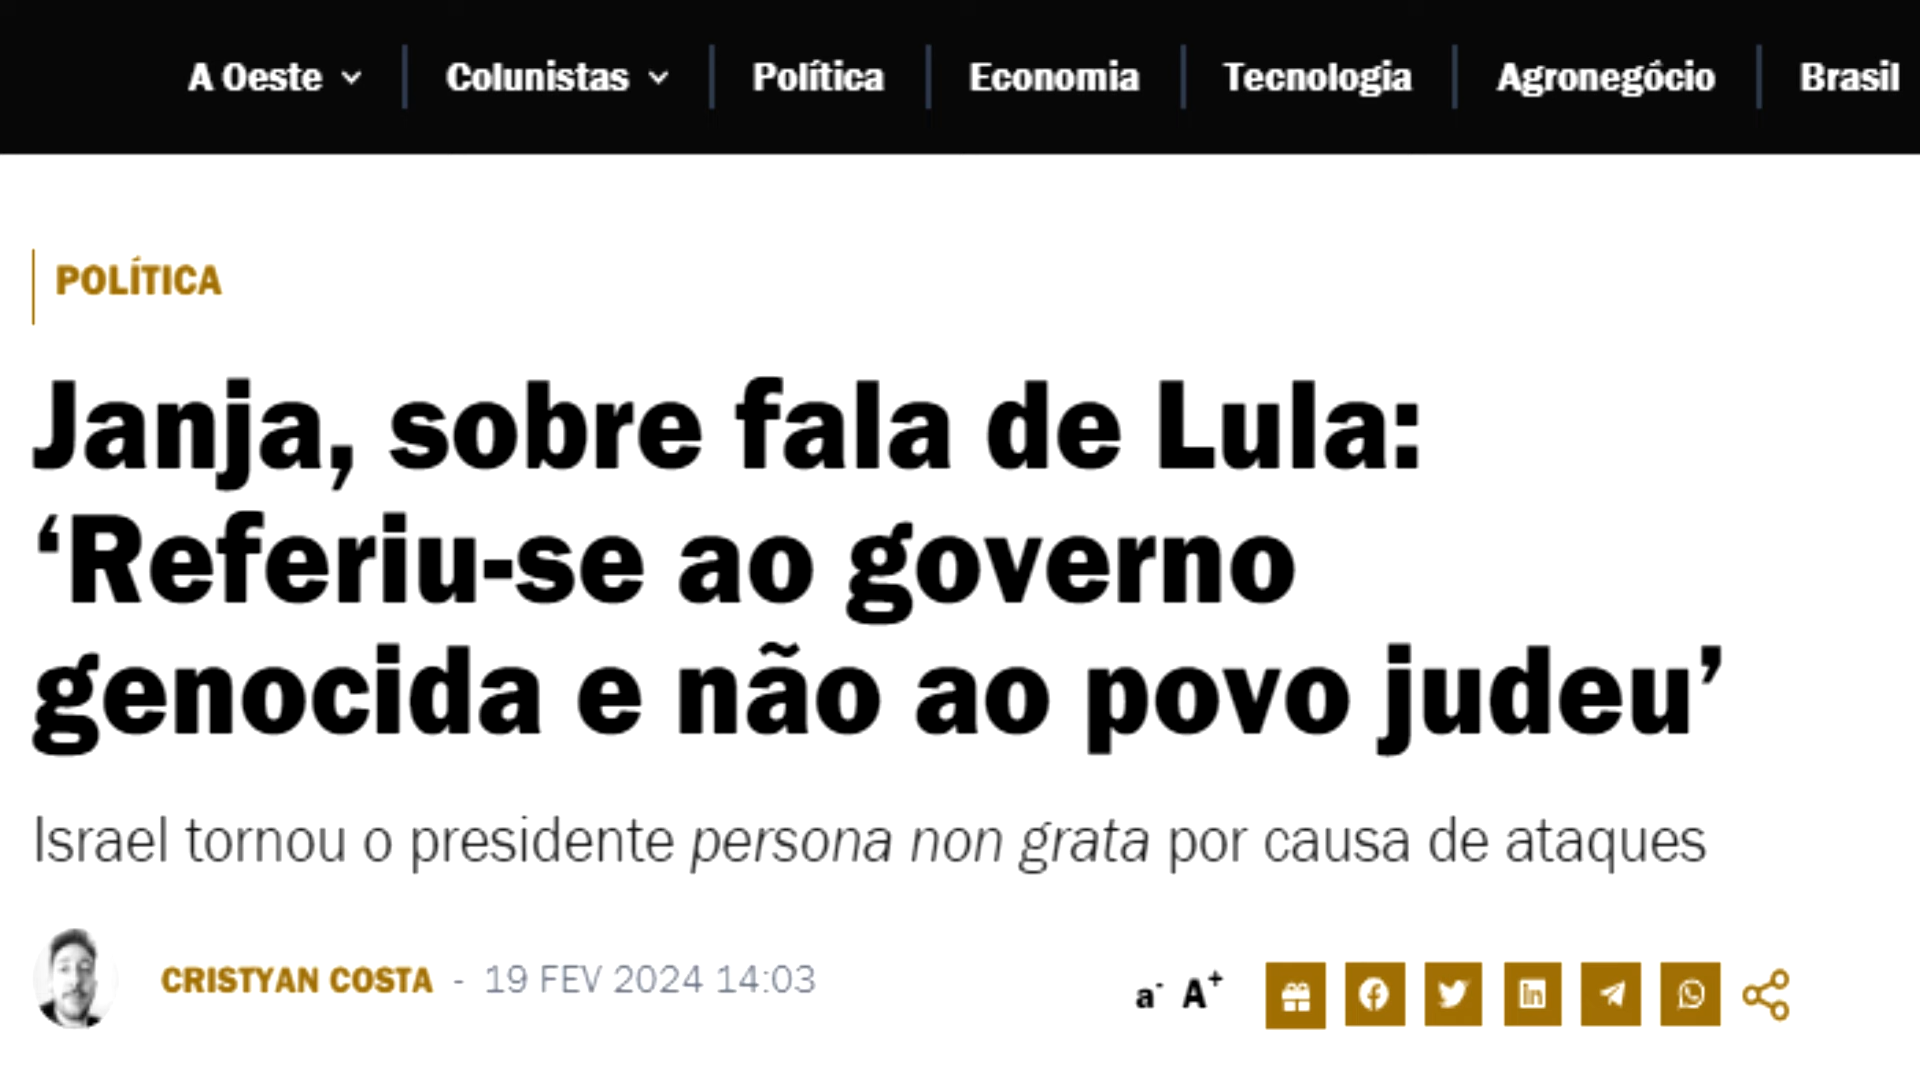 A Oeste Colunistas Política Economia Tecnologia Agronegócio Brasil
POLÍTICA
Janja, sobre fala de Lula:
‘Referiu-se ao governo
genocida e não ao povo judeu’
Israel tornou o presidente persona non grata por causa de ataques
CRISTYAN COSTA - 19 FEV 2024 14:03
a- A+